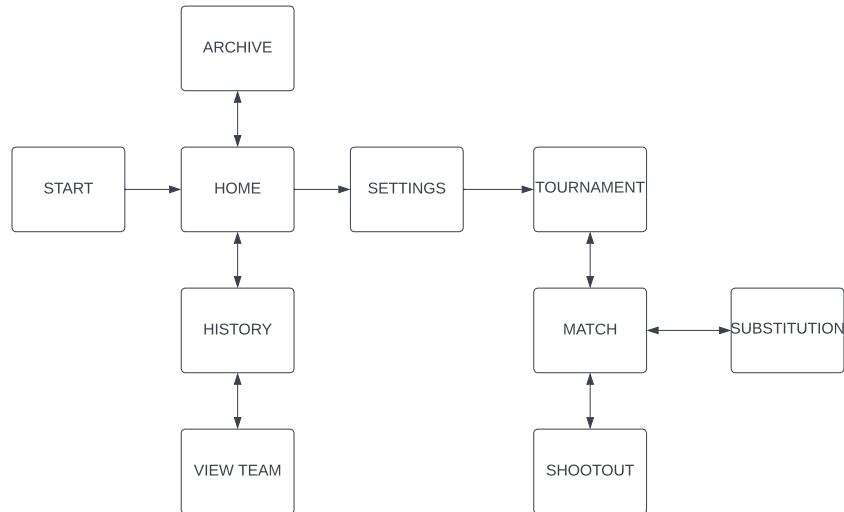 ARCHIVE
START
HOME
SETTINGS
TOURNAMENT
HISTORY
MATCH
SUBSTITUTION
VIEW TEAM
SHOOTOUT